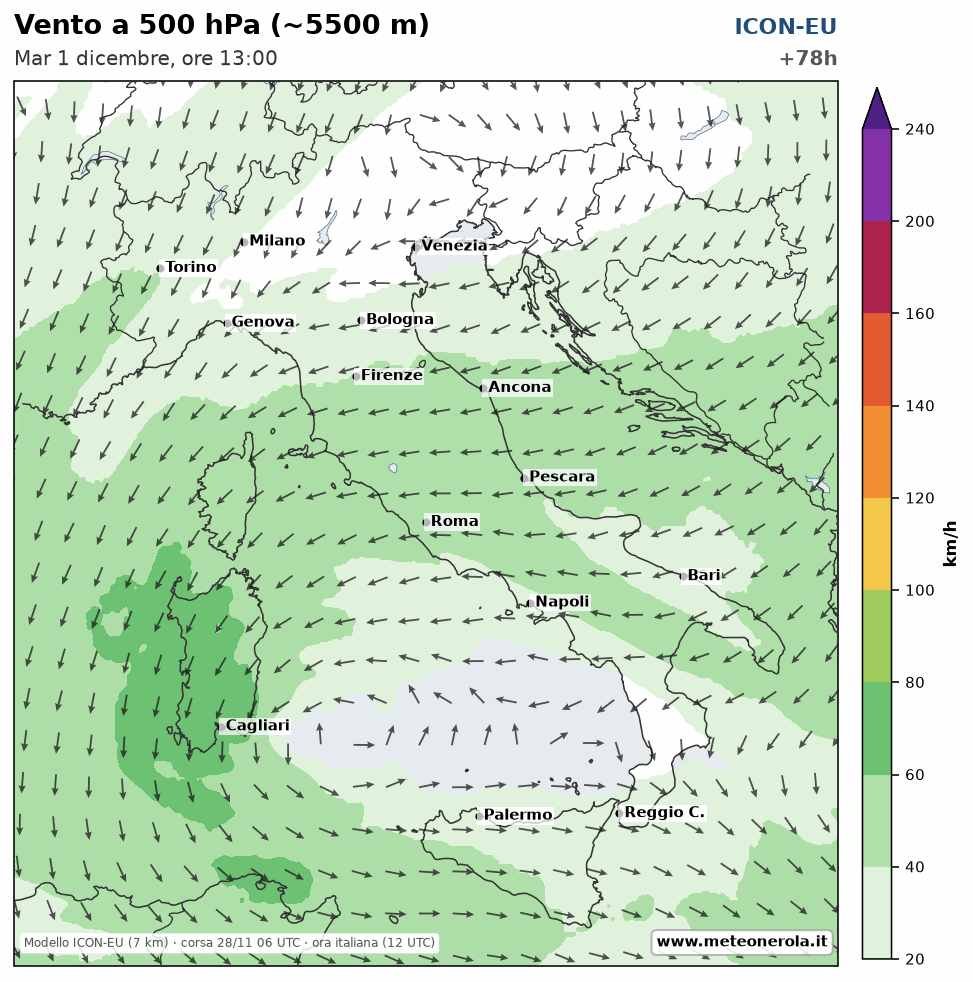 Vento a 500 hPa (~5500 m)
ICON-EU
Mar 1 dicembre, ore 13:00
+78h
Milano
Venezia
Torino
Genova
Bologna
Firenze
Ancona
Pescara
Roma
Bari
Napoli
Cagliari
Palermo
Reggio C.
240
220
200
160
140
120
100
80
60
40
20
km/h
Modello ICON-EU (7 km) · corsa 28/11 06 UTC · ora italiana (12 UTC)
www.meteonerola.it